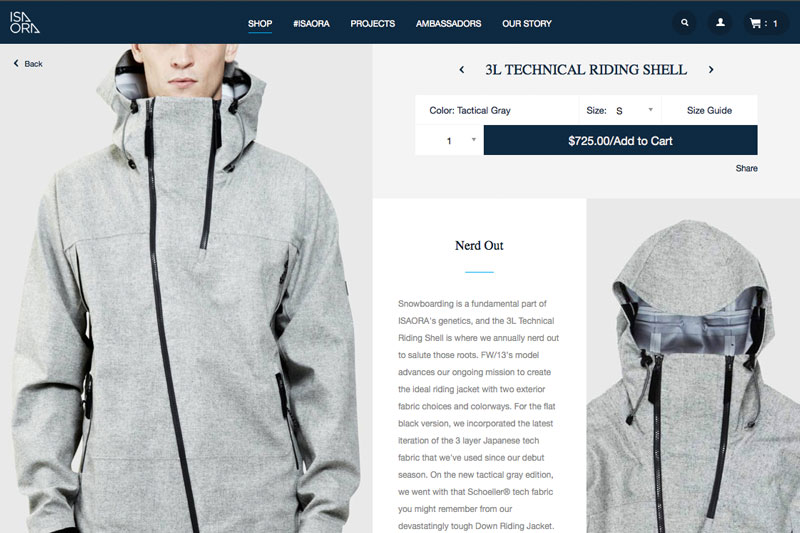 ISA
ORA
SHOP #ISAORA PROJECTS AMBASSADORS OUR STORY : 1
Back
3L TECHNICAL RIDING SHELL
Color: Tactical Gray Size: S Size Guide
1 $725.00/Add to Cart
Share
Nerd Out
Snowboarding is a fundamental part of
ISAORA's genetics, and the 3L Technical
Riding Shell is where we annually nerd out
to salute those roots. FW/13's model
advances our ongoing mission to create
the ideal riding jacket with two exterior
fabric choices and colorways. For the flat
black version, we incorporated the latest
iteration of the 3 layer Japanese tech
fabric that we've used since our debut
season. On the new tactical gray edition,
we went with that Schoeller® tech fabric
you might remember from our
devastatingly tough Down Riding Jacket.